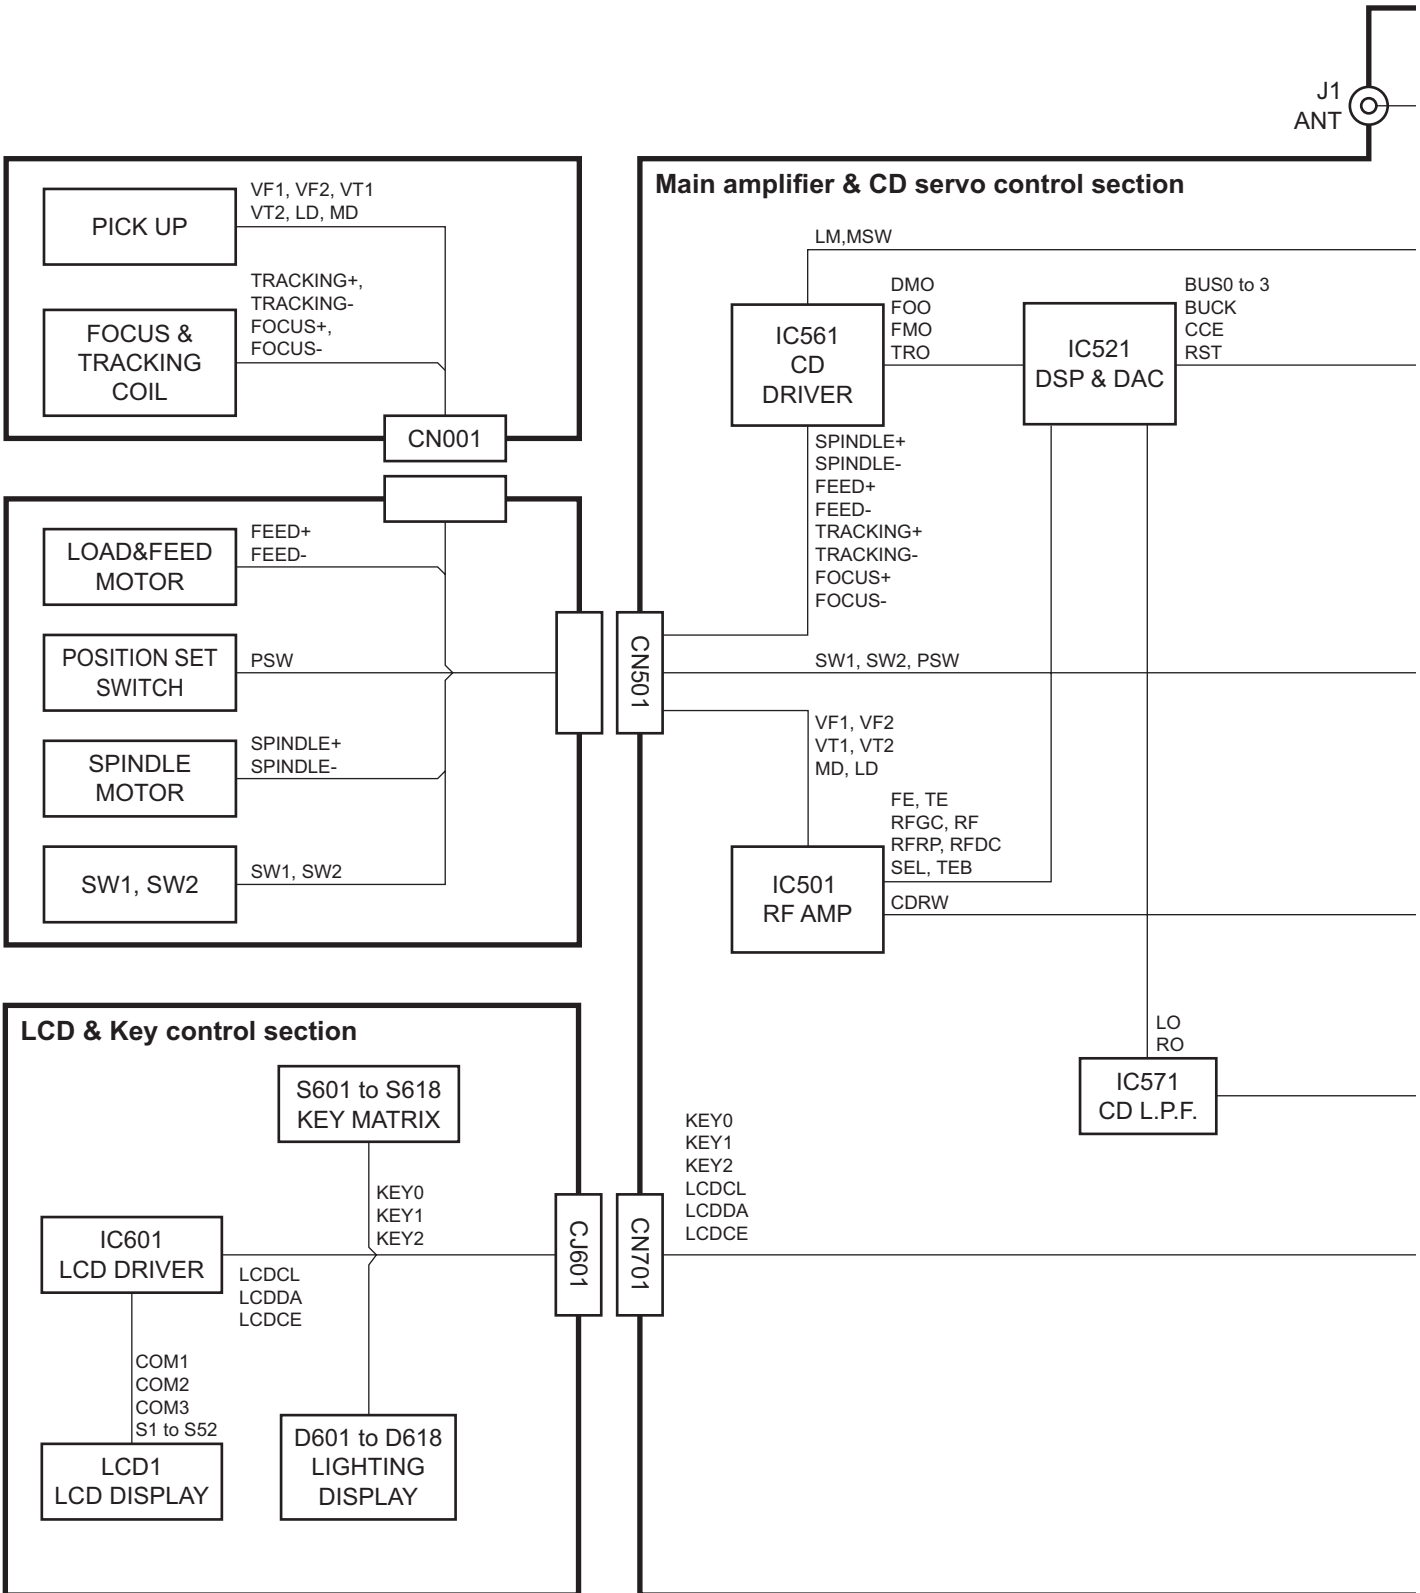 J1
ANT
PICK UP
VF1, VF2, VT1
VT2, LD, MD
FOCUS &
TRACKING
COIL
TRACKING+,
TRACKING-
FOCUS+,
FOCUS-
CN001
LOAD&FEED
MOTOR
FEED+
FEED-
POSITION SET
SWITCH
PSW
SPINDLE
MOTOR
SPINDLE+
SPINDLE-
SW1, SW2
SW1, SW2
Main amplifier & CD servo control section
LM,MSW
IC561
CD
DRIVER
DMO
FOO
FMO
TRO
IC521
DSP & DAC
BUS0 to 3
BUCK
CCE
RST
SPINDLE+
SPINDLE-
FEED+
FEED-
TRACKING+
TRACKING-
FOCUS+
FOCUS-
CN501
SW1, SW2, PSW
VF1, VF2
VT1, VT2
MD, LD
IC501
RF AMP
FE, TE
RFGC, RF
RFRP, RFDC
SEL, TEB
CDRW
LO
RO
IC571
CD L.P.F.
KEY0
KEY1
KEY2
LCDCL
LCDDA
LCDCE
CN701
LCD & Key control section
S601 to S618
KEY MATRIX
KEY0
KEY1
KEY2
IC601
LCD DRIVER
LCDCL
LCDDA
LCDCE
CJ601
COM1
COM2
COM3
S1 to S52
LCD1
LCD DISPLAY
D601 to D618
LIGHTING
DISPLAY